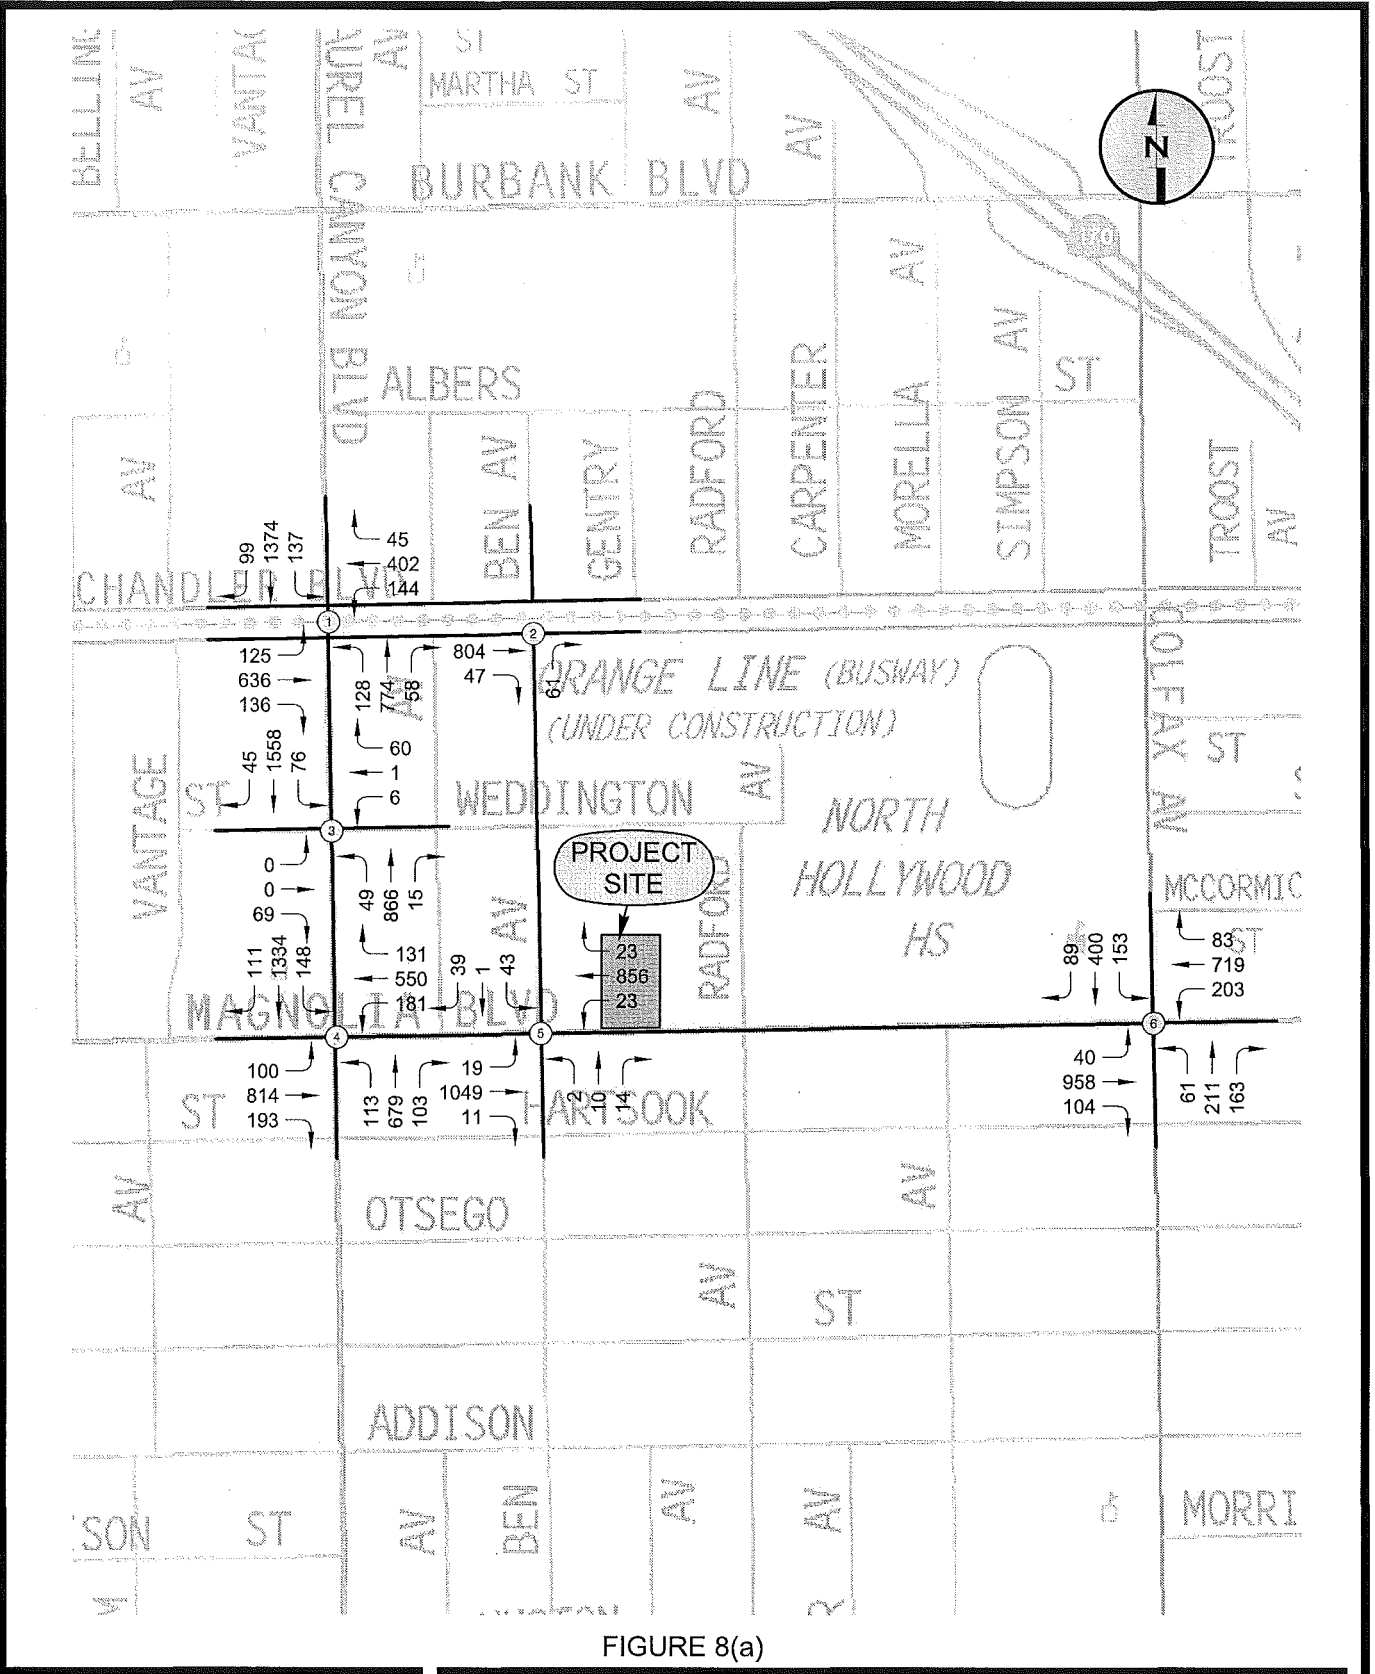 ST
AV
MARTHA ST
AV
AV
VANTAG
AV
TROOST
N
BURBANK BLVD
CANYON BLVD
170
AV
AV
ALBERS
ST
CARPENTER
RADFORD
MORELLA
SIMPSON
AV
BEN AV
GENTRY
TROOST
AV
99
1374
137
45
402
144
CHANDLER BLVD
1
2
125
636
136
128
774
58
AV
804
47
61
ORANGE LINE (BUSWAY)
(UNDER CONSTRUCTION)
COLFAX AV
ST
45
1558
76
60
1
6
VANTAGE
ST
WEDDINGTON
AV
NORTH
HOLLYWOOD
HS
3
0
0
69
49
866
15
PROJECT
SITE
RADFORD
MCCORMIC
ST
111
1334
148
131
550
181
AV
39
1
43
23
856
23
89
400
153
83
719
203
MAGNOLIA BLVD
4
5
6
100
814
193
113
679
103
19
1049
11
2
10
14
40
958
104
61
211
163
ST
HARTSOOK
AV
AV
OTSEGO
AV
ST
ADDISON
SON
ST
AV
BEN
AV
AV
MORRI
FIGURE 8(a)